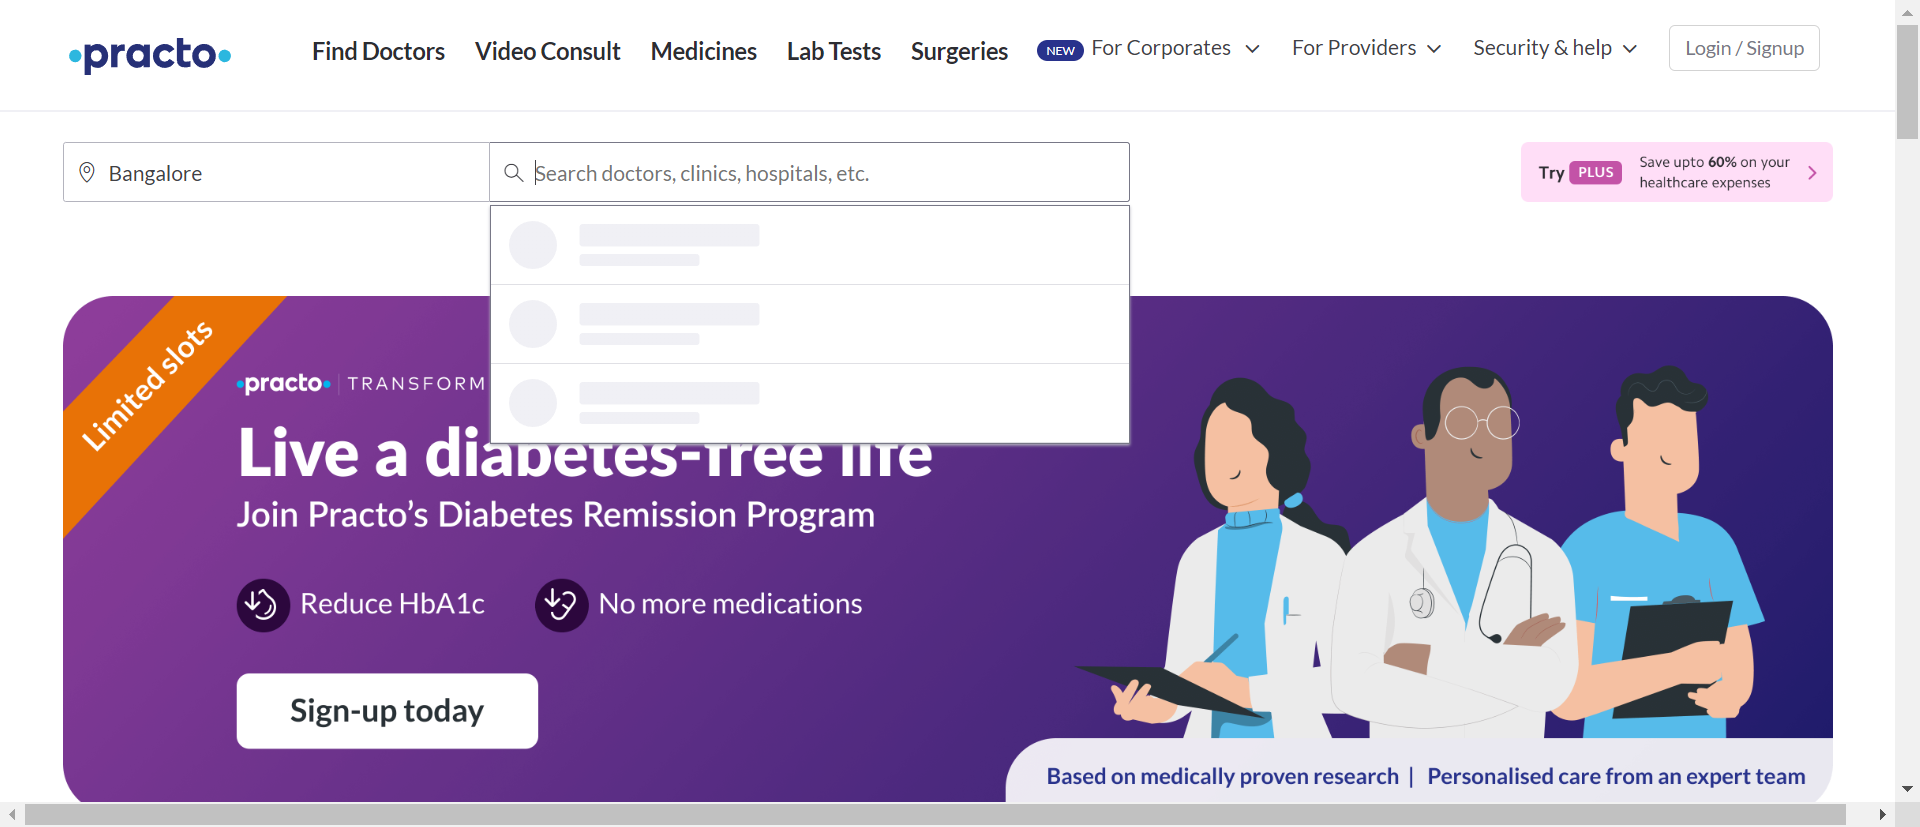 practo
Find Doctors
Video Consult
Medicines
Lab Tests
Surgeries
NEW For Corporates
For Providers
Security & help
Login / Signup
Bangalore
Search doctors, clinics, hospitals, etc.
Try PLUS
Save upto 60% on your
healthcare expenses
Limited slots
practo | TRANSFORM
Live a diabetes-free life
Join Practo's Diabetes Remission Program
Reduce HbA1c
No more medications
Sign-up today
Based on medically proven research | Personalised care from an expert team